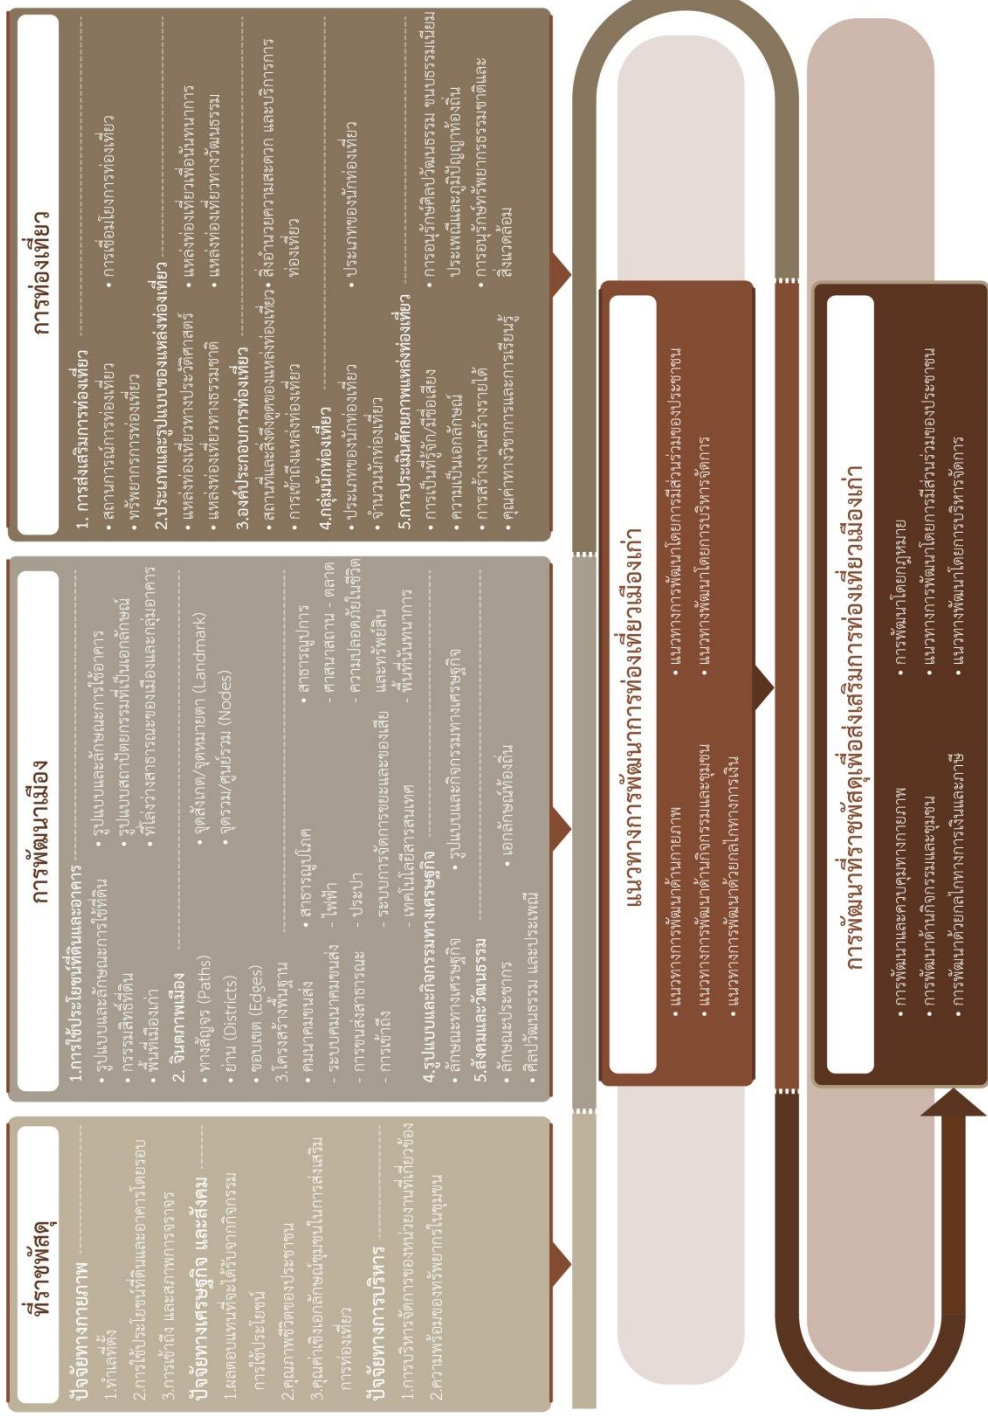 ที่ราชพัสดุ
ปัจจัยทางกายภาพ
1.ทำเลที่ตั้ง
2.การใช้ประโยชน์ที่ดินและอาคารโดยรอบ
3.การเข้าถึง และสภาพการจราจร
ปัจจัยทางเศรษฐกิจ และสังคม
1.ผลตอบแทนที่จะได้รับจากกิจกรรม
การใช้ประโยชน์
2.คุณภาพชีวิตของประชาชน
3.คุณค่าเชิงเอกลักษณ์ชุมชนในการส่งเสริม
การท่องเที่ยว
ปัจจัยทางการบริหาร
1.การบริหารจัดการของหน่วยงานที่เกี่ยวข้อง
2.ความพร้อมของทรัพยากรในชุมชน
การพัฒนาเมือง
1.การใช้ประโยชน์ที่ดินและอาคาร
• รูปแบบและลักษณะการใช้ที่ดิน
• กรรมสิทธิ์ที่ดิน
• พื้นที่เมืองเก่า
• รูปแบบและลักษณะการใช้อาคาร
• รูปแบบสถาปัตยกรรมที่เป็นเอกลักษณ์
• ที่โล่งว่างสาธารณะของเมืองและกลุ่มอาคาร
2. จินตภาพเมือง
• ทางสัญจร (Paths)
• ย่าน (Districts)
• ขอบเขต (Edges)
• จุดสังเกต/จุดหมายตา (Landmark)
• จุดรวม/ศูนย์รวม (Nodes)
3.โครงสร้างพื้นฐาน
• คมนาคมขนส่ง
- ระบบคมนาคมขนส่ง
- การขนส่งสาธารณะ
- การเข้าถึง
• สาธารณูปโภค
- ไฟฟ้า
- ประปา
- ระบบการจัดการขยะและของเสีย
- เทคโนโลยีสารสนเทศ
• สาธารณูปการ
- ศาสนาสถาน - ตลาด
- ความปลอดภัยในชีวิต
และทรัพย์สิน
- พื้นที่นันทนาการ
4.รูปแบบและกิจกรรมทางเศรษฐกิจ
• ลักษณะทางเศรษฐกิจ
• รูปแบบและกิจกรรมทางเศรษฐกิจ
5.สังคมและวัฒนธรรม
• ลักษณะประชากร
• ศิลปวัฒนธรรม และประเพณี
• เอกลักษณ์ท้องถิ่น
การท่องเที่ยว
1. การส่งเสริมการท่องเที่ยว
• สถานการณ์การท่องเที่ยว
• ทรัพยากรการท่องเที่ยว
• การเชื่อมโยงการท่องเที่ยว
2.ประเภทและรูปแบบของแหล่งท่องเที่ยว
• แหล่งท่องเที่ยวทางประวัติศาสตร์
• แหล่งท่องเที่ยวทางธรรมชาติ
• แหล่งท่องเที่ยวเพื่อนันทนาการ
• แหล่งท่องเที่ยวทางวัฒนธรรม
3.องค์ประกอบการท่องเที่ยว
• สถานที่และสิ่งดึงดูดของแหล่งท่องเที่ยว
• การเข้าถึงแหล่งท่องเที่ยว
• สิ่งอำนวยความสะดวก และบริการการ
ท่องเที่ยว
4.กลุ่มนักท่องเที่ยว
• ประเภทของนักท่องเที่ยว
• จำนวนนักท่องเที่ยว
• ประเภทของนักท่องเที่ยว
5.การประเมินศักยภาพแหล่งท่องเที่ยว
• การเป็นที่รู้จัก/มีชื่อเสียง
• ความเป็นเอกลักษณ์
• การสร้างงานสร้างรายได้
• คุณค่าทางวิชาการและการเรียนรู้
• การอนุรักษ์ศิลปวัฒนธรรม ขนบธรรมเนียม
ประเพณีและภูมิปัญญาท้องถิ่น
• การอนุรักษ์ทรัพยากรธรรมชาติและ
สิ่งแวดล้อม
แนวทางการพัฒนาการท่องเที่ยวเมืองเก่า
• แนวทางการพัฒนาด้านกายภาพ
• แนวทางการพัฒนาด้านกิจกรรมและชุมชน
• แนวทางการพัฒนาด้วยกลไกทางการเงิน
• แนวทางการพัฒนาโดยการมีส่วนร่วมของประชาชน
• แนวทางพัฒนาโดยการบริหารจัดการ
การพัฒนาที่ราชพัสดุเพื่อส่งเสริมการท่องเที่ยวเมืองเก่า
• การพัฒนาและควบคุมทางกายภาพ
• การพัฒนาด้านกิจกรรมและชุมชน
• การพัฒนาด้วยกลไกทางการเงินและภาษี
• การพัฒนาโดยกฎหมาย
• แนวทางการพัฒนาโดยการมีส่วนร่วมของประชาชน
• แนวทางพัฒนาโดยการบริหารจัดการ